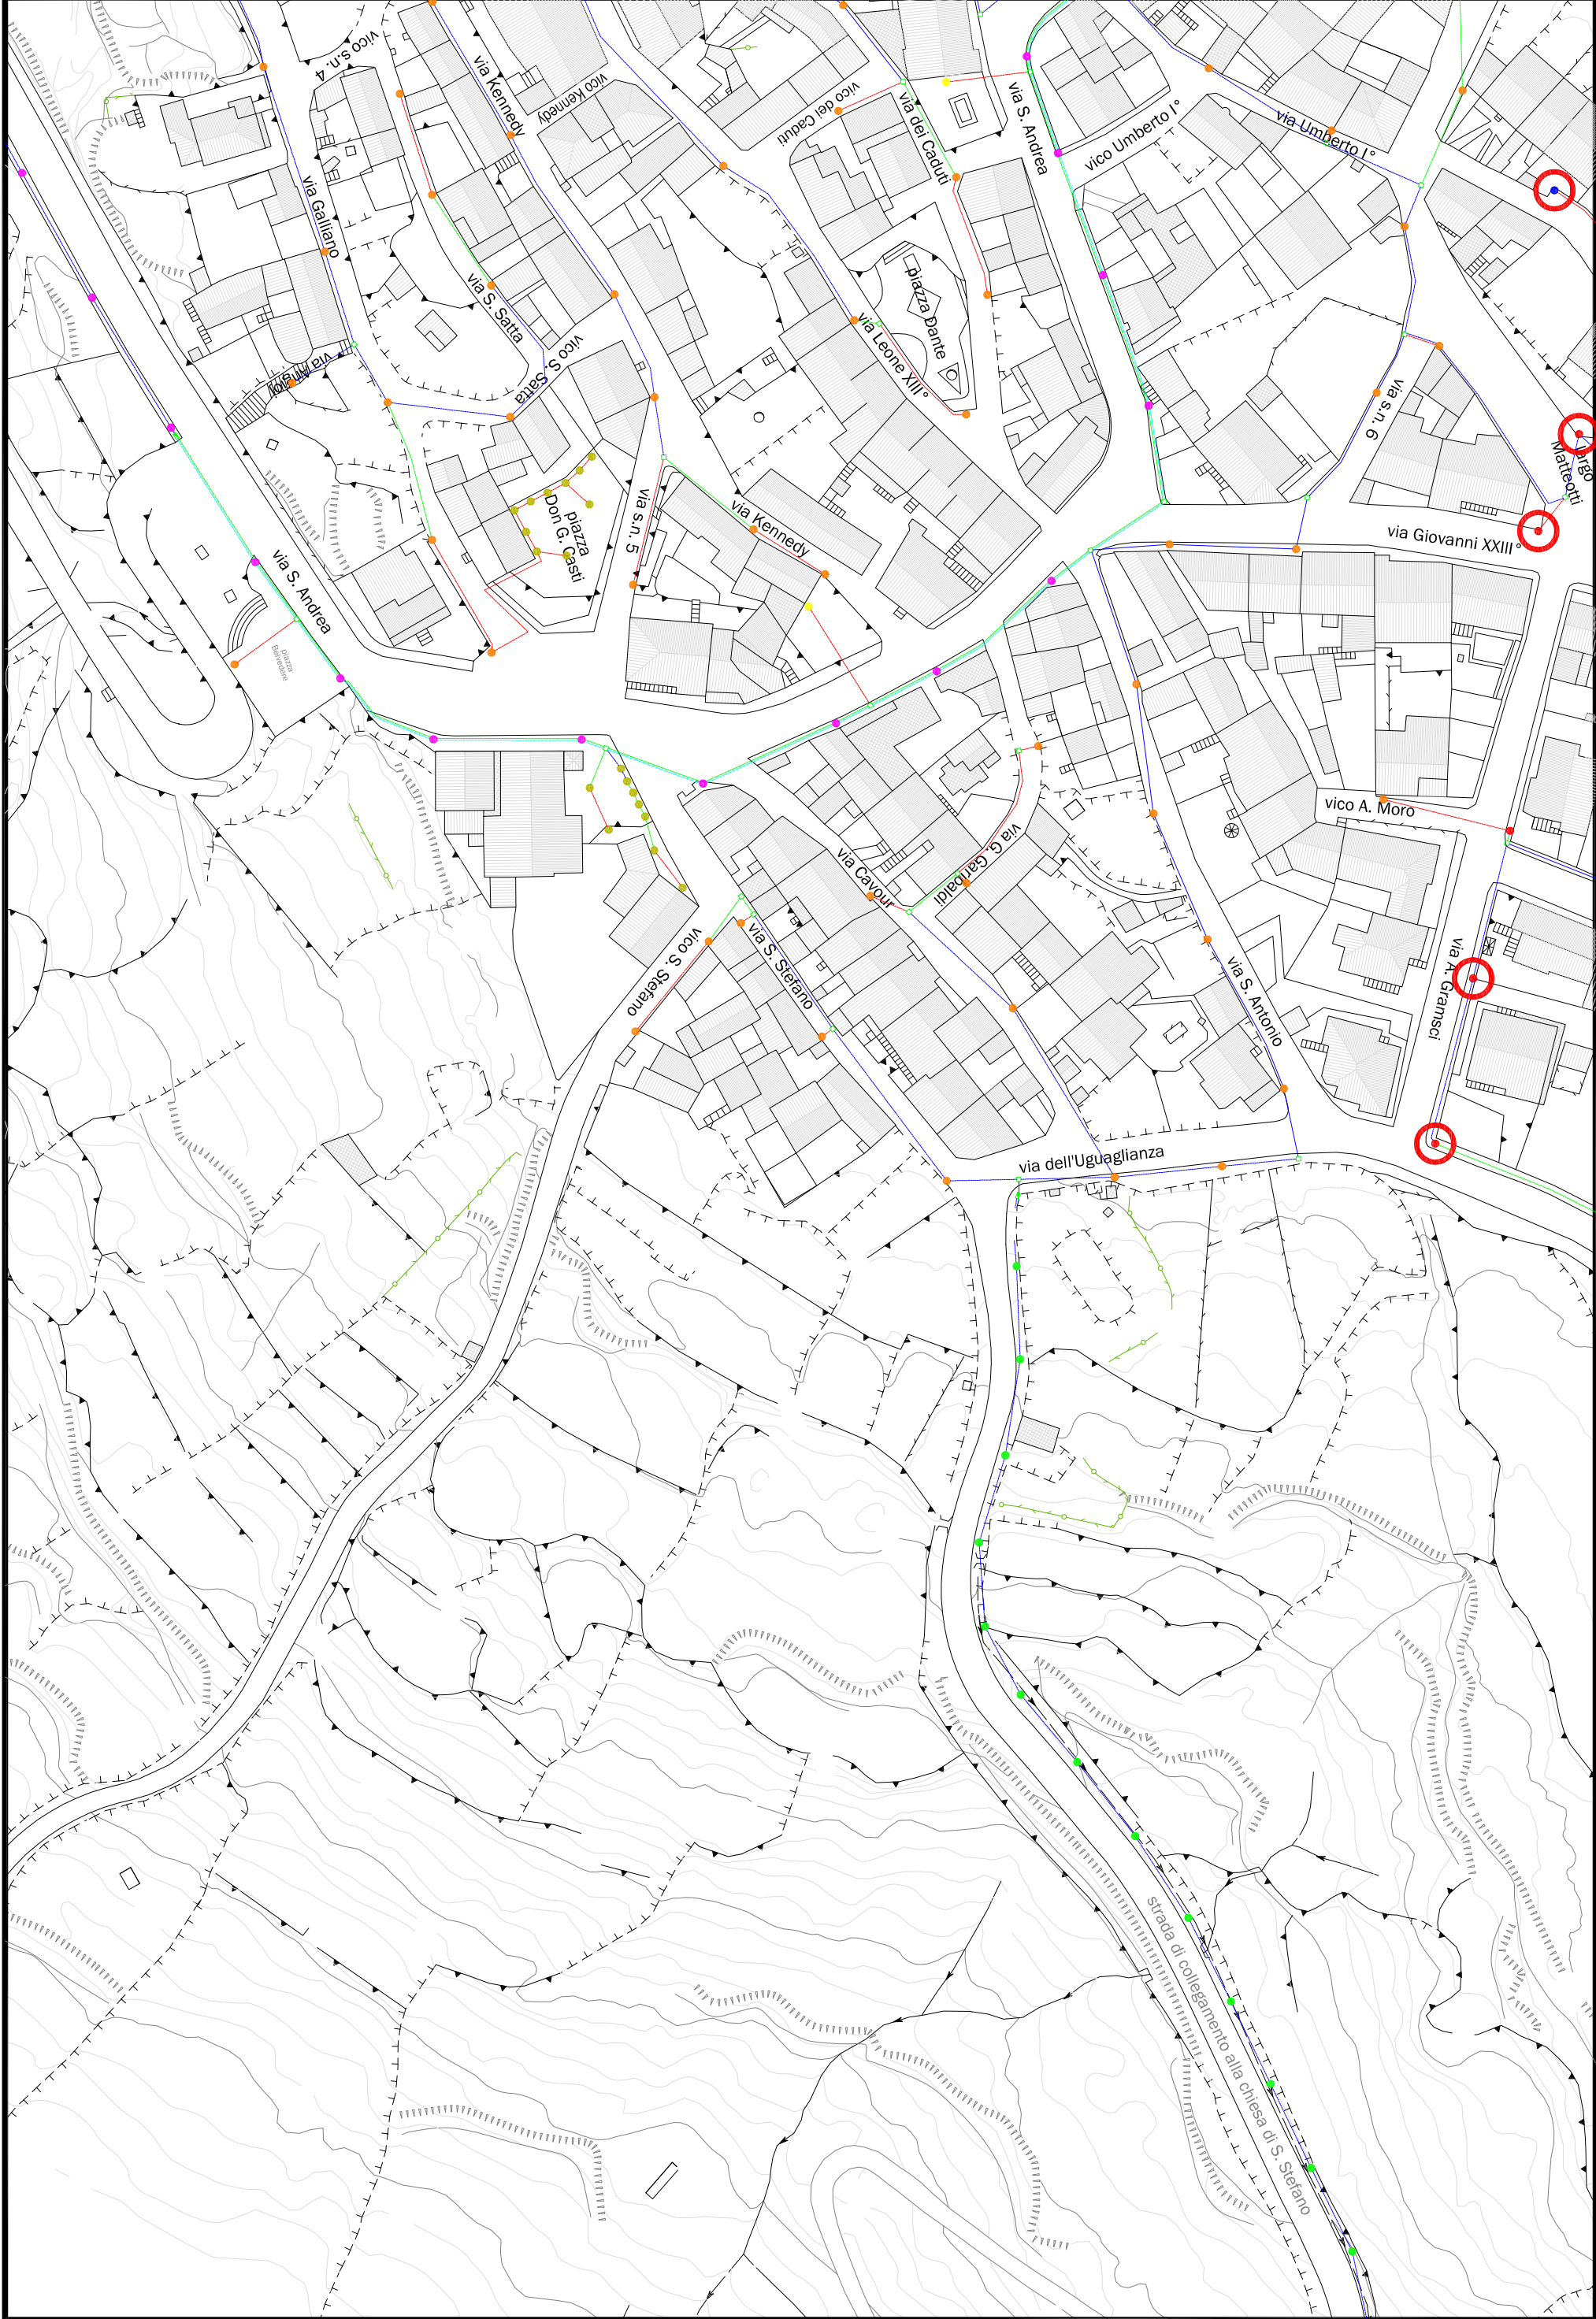 vico s.n. 4
via Kennedy
vico Kennedy
vico dei Caduti
via dei Caduti
via S. Andrea
vico Umberto I°
via Umberto I°
via Galliano
via S. Satta
vico S. Satta
piazza Dante
via Leone XIII°
via s.n. 6
largo
Matteotti
via Giovanni XXIII°
via s.n. 5
via Kennedy
piazza
Don G. Casti
via S. Andrea
piazza
Belvedere
vico A. Moro
via Cavour
via G. Garibaldi
vico S. Stefano
via S. Stefano
via S. Antonio
via A. Gramsci
via dell'Uguaglianza
strada di collegamento alla chiesa di S. Stefano